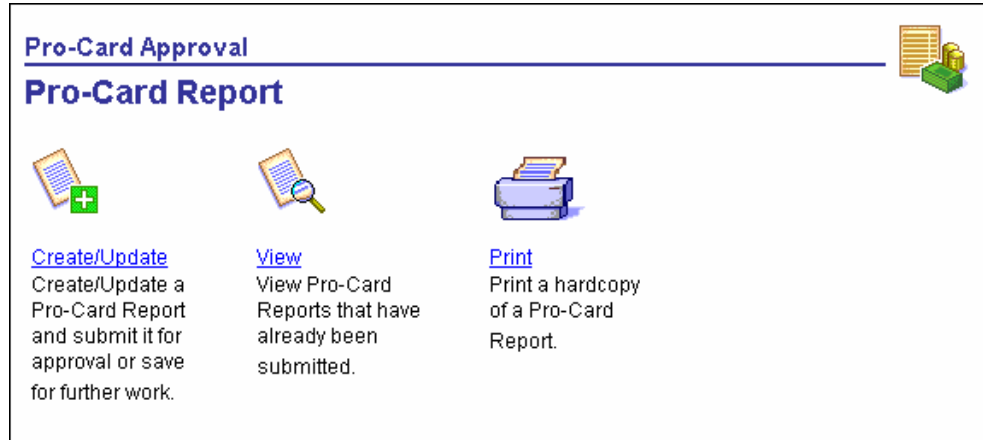 Pro-Card Approval
Pro-Card Report
Create/Update
Create/Update a
Pro-Card Report
and submit it for
approval or save
for further work.
View
View Pro-Card
Reports that have
already been
submitted.
Print
Print a hardcopy
of a Pro-Card
Report.